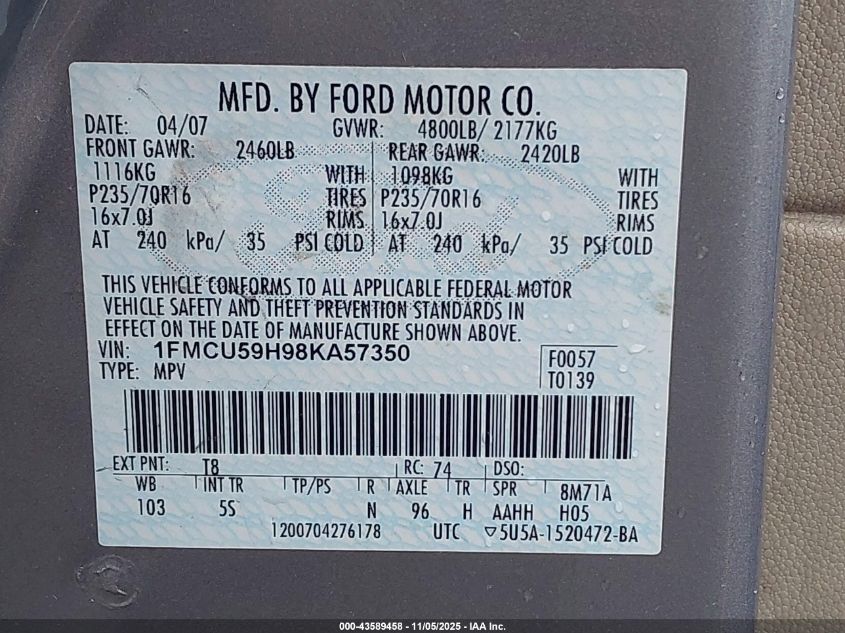 MFD. BY FORD MOTOR CO.
DATE: 04/07 GVWR: 4800LB/ 2177KG
FRONT GAWR: 2460LB REAR GAWR: 2420LB
1116KG WITH 1098KG WITH
P235/70R16 TIRES P235/70R16 TIRES
16x7.0J RIMS 16x7.0J RIMS
AT 240 kPa/ 35 PSI COLD AT 240 kPa/ 35 PSI COLD
THIS VEHICLE CONFORMS TO ALL APPLICABLE FEDERAL MOTOR
VEHICLE SAFETY AND THEFT PREVENTION STANDARDS IN
EFFECT ON THE DATE OF MANUFACTURE SHOWN ABOVE.
VIN: 1FMCU59H98KA57350 F0057
TYPE: MPV T0139
EXT PNT: T8 RC: 74 DSO:
WB INT TR TP/PS R AXLE TR SPR 8M71A
103 5S N 96 H AAHH H05
1200704276178 UTC ▽5U5A-1520472-BA
000-43589458 - 11/05/2025 - IAA Inc.